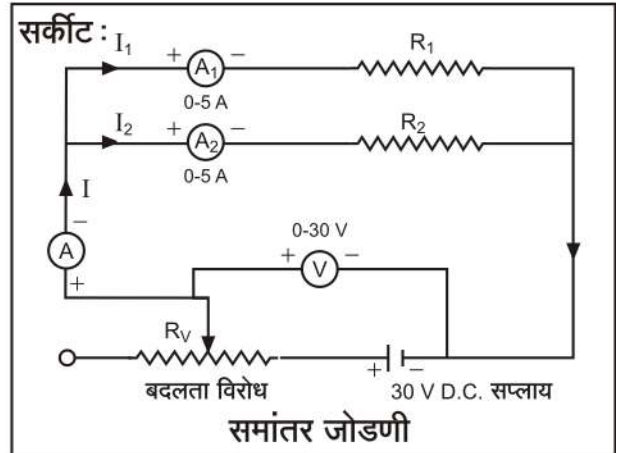 सर्कीट :
I₁ + A₁ − R₁
0-5 A
I₂ + A₂ − R₂
0-5 A
I
−
A
+
0-30 V
+ V −
R_V
+ −
बदलता विरोध 30 V D.C. सप्लाय
समांतर जोडणी